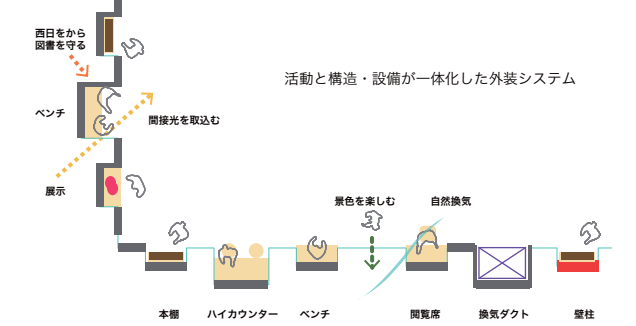 西日をから
図書を守る
活動と構造・設備が一体化した外装システム
ベンチ
間接光を取込む
展示
景色を楽しむ
自然換気
本棚
ハイカウンター
ベンチ
閲覧席
換気ダクト
壁柱